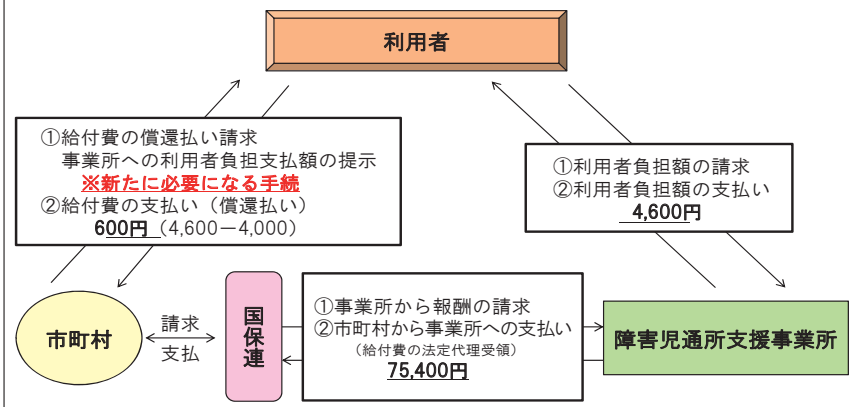 利用者
①給付費の償還払い請求
事業所への利用者負担支払額の提示
※新たに必要になる手続
②給付費の支払い（償還払い）
600円（4,600－4,000）
①利用者負担額の請求
②利用者負担額の支払い
4,600円
市町村
請求
支払
国保連
①事業所から報酬の請求
②市町村から事業所への支払い
（給付費の法定代理受領）
75,400円
障害児通所支援事業所